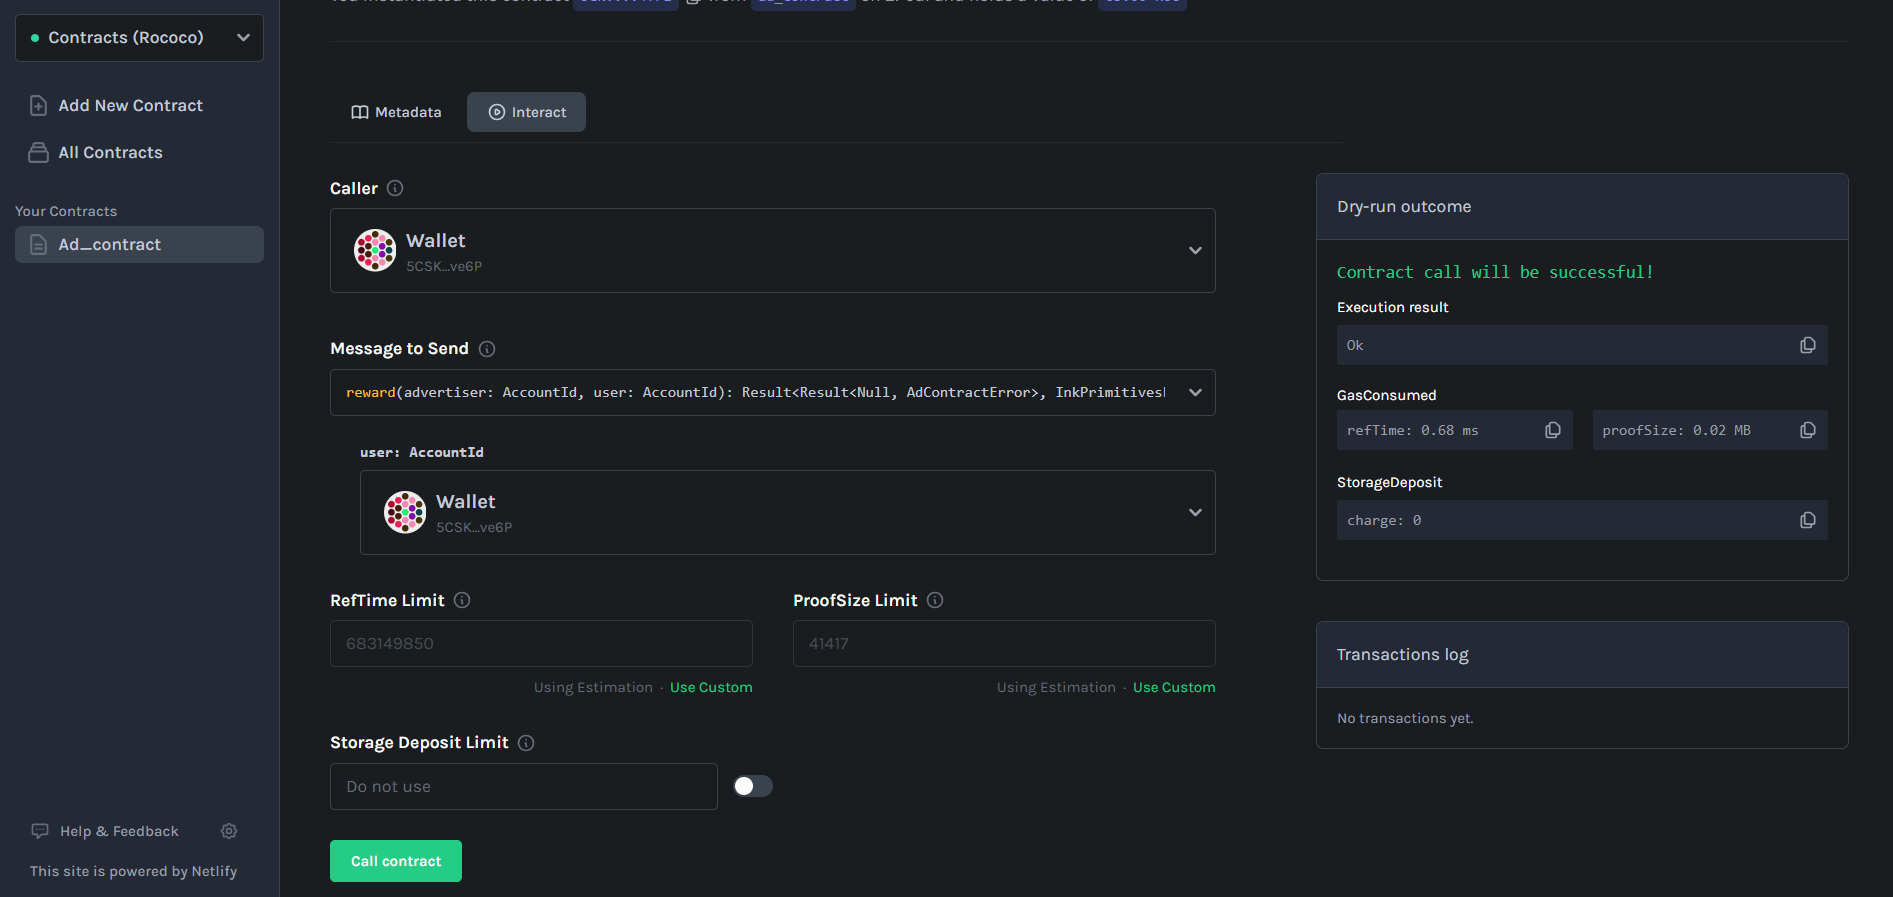 Contracts (Rococo)
Add New Contract
All Contracts
Your Contracts
Ad_contract
Help & Feedback
This site is powered by Netlify
Metadata
Interact
Caller
Wallet
5CSK...ve6P
Message to Send
reward(advertiser: AccountId, user: AccountId): Result<Result<Null, AdContractError>, InkPrimitives
user: AccountId
Wallet
5CSK...ve6P
RefTime Limit
683149850
Using Estimation · Use Custom
ProofSize Limit
41417
Using Estimation · Use Custom
Storage Deposit Limit
Do not use
Call contract
Dry-run outcome
Contract call will be successful!
Execution result
Ok
GasConsumed
refTime: 0.68 ms
proofSize: 0.02 MB
StorageDeposit
charge: 0
Transactions log
No transactions yet.